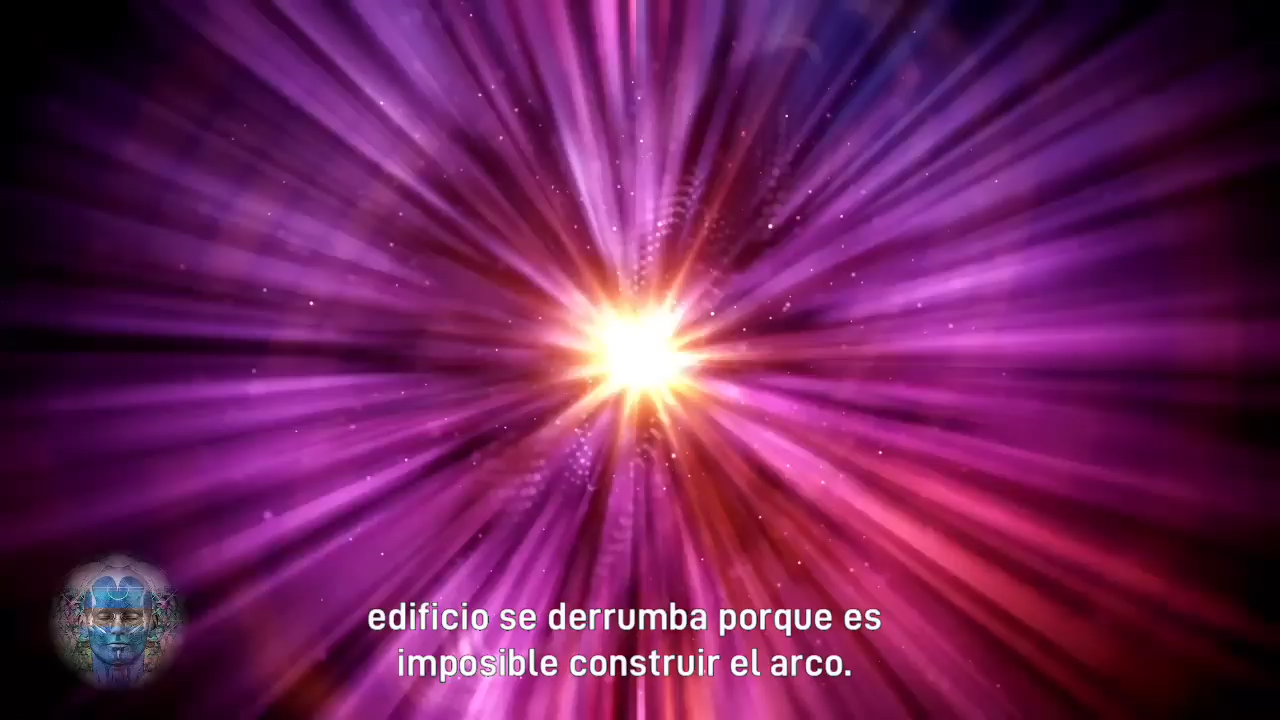 edificio se derrumba porque es
imposible construir el arco.